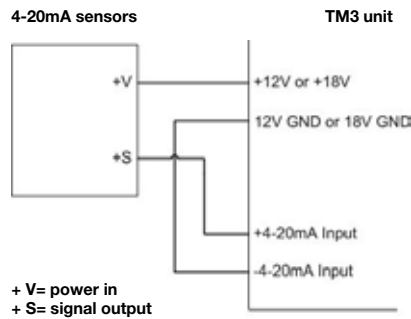 4-20mA sensors
TM3 unit
+V
+12V or +18V
12V GND or 18V GND
+S
+4-20mA Input
-4-20mA Input
+ V= power in
+ S= signal output